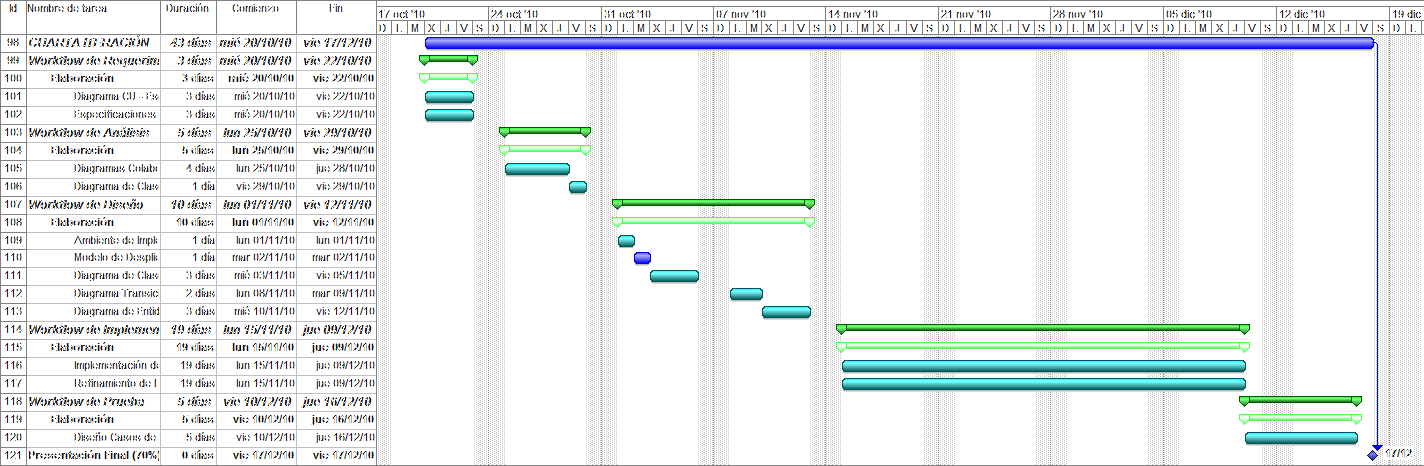 Id Nombre de tarea Duración Comienzo Fin 17 oct '10 24 oct '10 31 oct '10 07 nov '10 14 nov '10 21 nov '10 28 nov '10 05 dic '10 12 dic '10 19 dic
D L M X J V S D L M X J V S D L M X J V S D L M X J V S D L M X J V S D L M X J V S D L M X J V S D L M X J V S D L M X J V S D L
98 CUARTA ITERACIÓN 43 días mié 20/10/10 vie 17/12/10
99 Workflow de Requerim 3 días mié 20/10/10 vie 22/10/10
100 Elaboración 3 días mié 20/10/10 vie 22/10/10
101 Diagrama CU - Es 3 días mié 20/10/10 vie 22/10/10
102 Especificaciones 3 días mié 20/10/10 vie 22/10/10
103 Workflow de Análisis 5 días lun 25/10/10 vie 29/10/10
104 Elaboración 5 días lun 25/10/10 vie 29/10/10
105 Diagramas Colab 4 días lun 25/10/10 jue 28/10/10
106 Diagrama de Clas 1 día vie 29/10/10 vie 29/10/10
107 Workflow de Diseño 10 días lun 01/11/10 vie 12/11/10
108 Elaboración 10 días lun 01/11/10 vie 12/11/10
109 Ambiente de Impl 1 día lun 01/11/10 lun 01/11/10
110 Modelo de Despli 1 día mar 02/11/10 mar 02/11/10
111 Diagrama de Clas 3 días mié 03/11/10 vie 05/11/10
112 Diagrama Transic 2 días lun 08/11/10 mar 09/11/10
113 Diagrama de Entid 3 días mié 10/11/10 vie 12/11/10
114 Workflow de Implemen 19 días lun 15/11/10 jue 09/12/10
115 Elaboración 19 días lun 15/11/10 jue 09/12/10
116 Implementación de 19 días lun 15/11/10 jue 09/12/10
117 Refinamiento de 19 días lun 15/11/10 jue 09/12/10
118 Workflow de Prueba 5 días vie 10/12/10 jue 16/12/10
119 Elaboración 5 días vie 10/12/10 jue 16/12/10
120 Diseño Casos de 5 días vie 10/12/10 jue 16/12/10
121 Presentación Final (70%) 0 días vie 17/12/10 vie 17/12/10 17/12